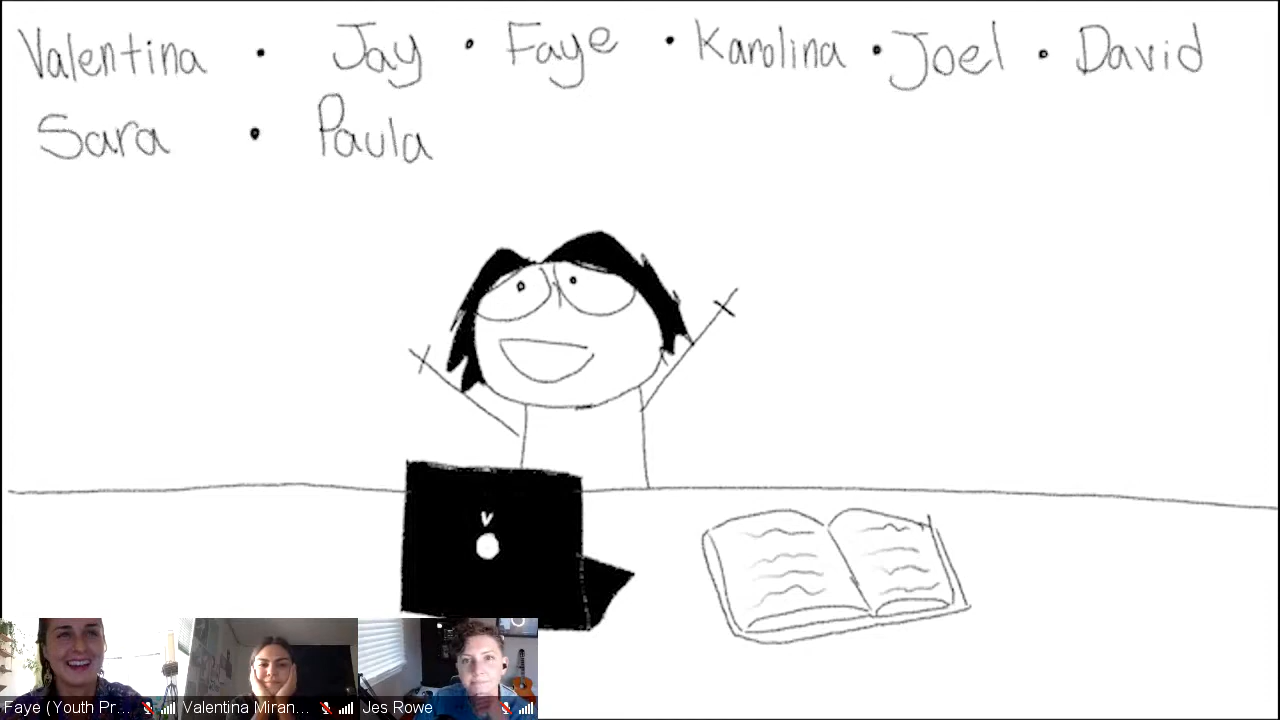 Valentina • Jay • Faye • Karolina • Joel • David
Sara • Paula
Faye (Youth Pr... Valentina Miran... Jes Rowe